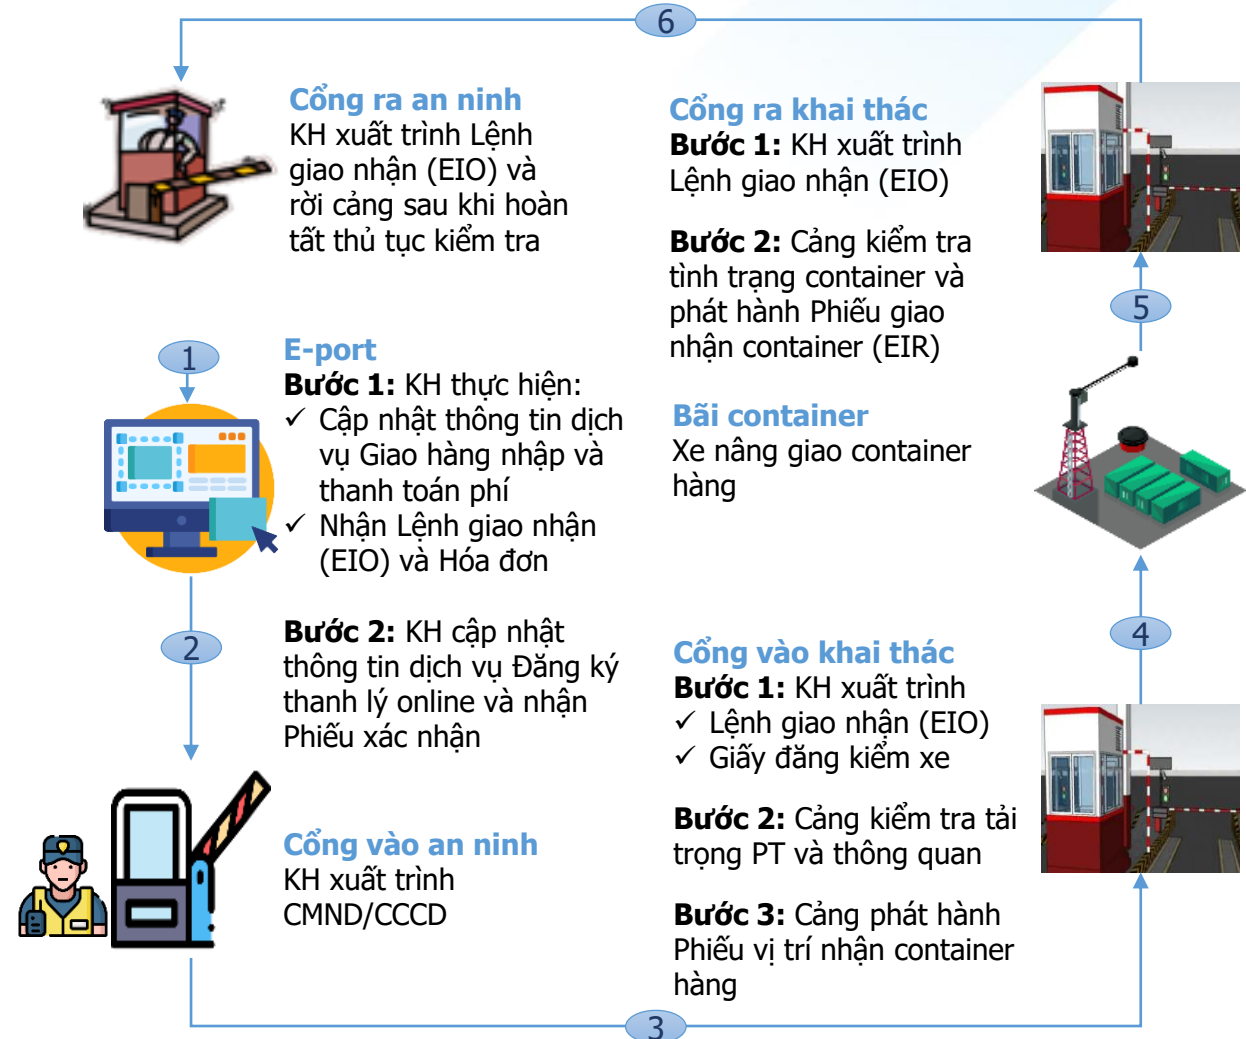 6
Cổng ra an ninh
KH xuất trình Lệnh
giao nhận (EIO) và
rời cảng sau khi hoàn
tất thủ tục kiểm tra
Cổng ra khai thác
Bước 1: KH xuất trình
Lệnh giao nhận (EIO)
Bước 2: Cảng kiểm tra
tình trạng container và
phát hành Phiếu giao
nhận container (EIR)
5
1
E-port
Bước 1: KH thực hiện:
✓ Cập nhật thông tin dịch
vụ Giao hàng nhập và
thanh toán phí
✓ Nhận Lệnh giao nhận
(EIO) và Hóa đơn
Bãi container
Xe nâng giao container
hàng
2
Bước 2: KH cập nhật
thông tin dịch vụ Đăng ký
thanh lý online và nhận
Phiếu xác nhận
4
Cổng vào khai thác
Bước 1: KH xuất trình
✓ Lệnh giao nhận (EIO)
✓ Giấy đăng kiểm xe
Bước 2: Cảng kiểm tra tải
trọng PT và thông quan
Bước 3: Cảng phát hành
Phiếu vị trí nhận container
hàng
Cổng vào an ninh
KH xuất trình
CMND/CCCD
3